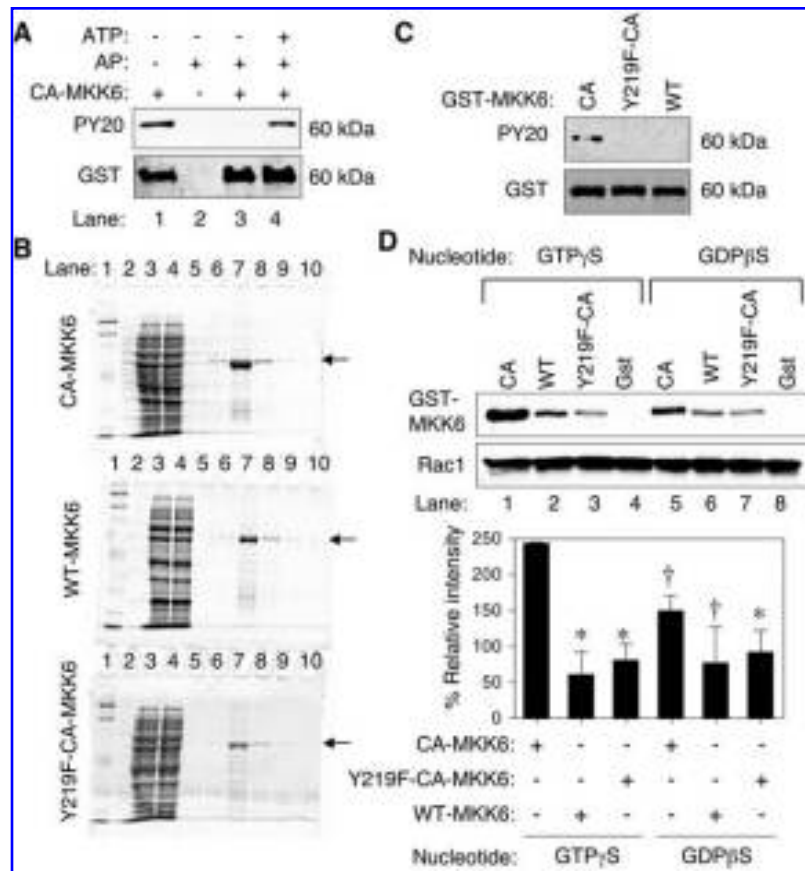 A
ATP: - - - +
AP: - + + +
CA-MKK6: + - + +
PY20 60 kDa
GST 60 kDa
Lane: 1 2 3 4
B
Lane: 1 2 3 4 5 6 7 8 9 10
CA-MKK6
1 2 3 4 5 6 7 8 9 10
WT-MKK6
1 2 3 4 5 6 7 8 9 10
Y219F-CA-MKK6
C
GST-MKK6: CA Y219F-CA WT
PY20 60 kDa
GST 60 kDa
D
Nucleotide: GTPγS GDPβS
CA WT Y219F-CA Gst CA WT Y219F-CA Gst
GST-
MKK6
Rac1
Lane: 1 2 3 4 5 6 7 8
% Relative intensity
250
200
150
100
50
0
* * † † *
CA-MKK6: + - - + - -
Y219F-CA-MKK6: - - + - - +
WT-MKK6: - + - - + -
Nucleotide: GTPγS GDPβS